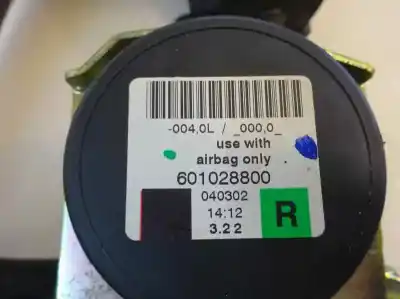 -004,0L / _000,0_
use with
airbag only
601028800
040302
14:12
R
3.2 2